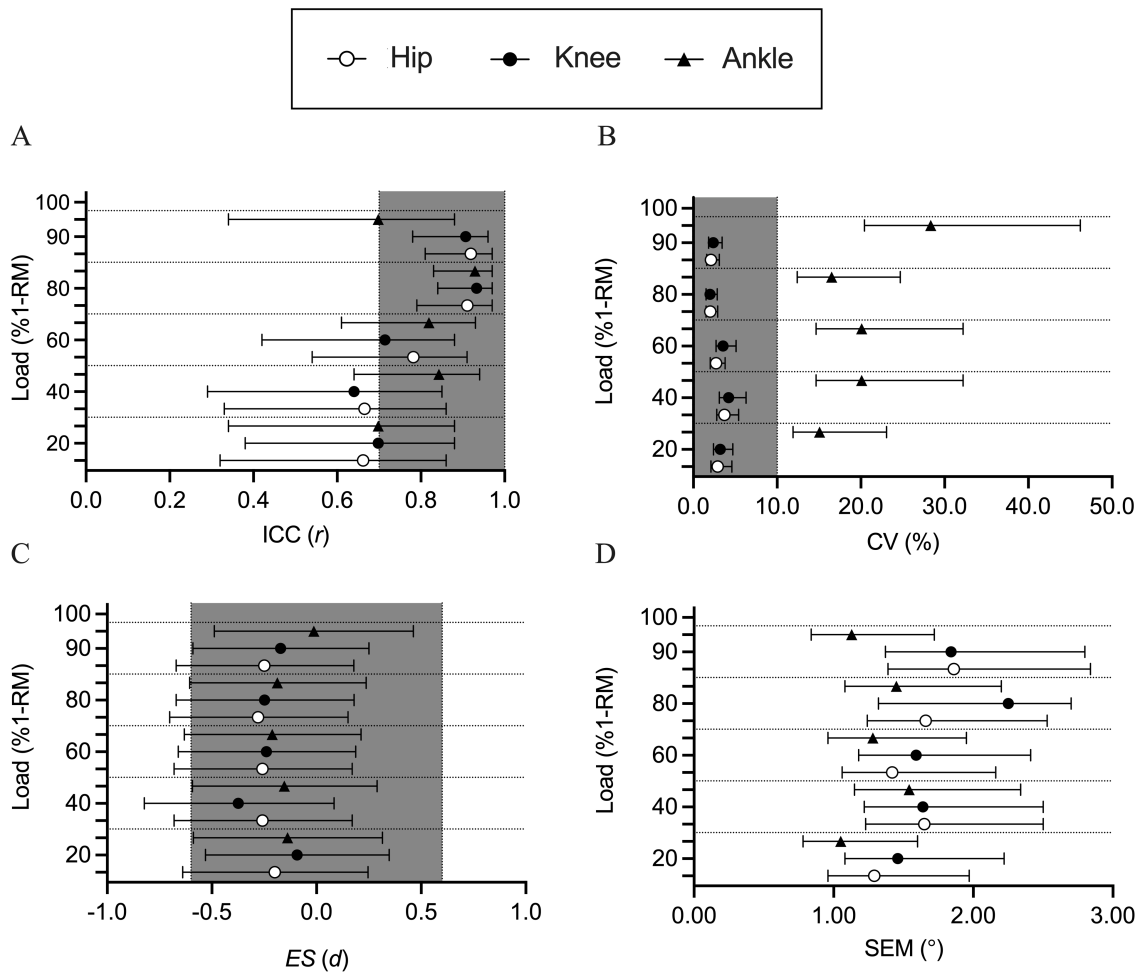 Hip Knee Ankle
A
Load (%1-RM)
100
90
80
60
40
20
0.0 0.2 0.4 0.6 0.8 1.0
ICC (r)
B
Load (%1-RM)
100
90
80
60
40
20
0.0 10.0 20.0 30.0 40.0 50.0
CV (%)
C
Load (%1-RM)
100
90
80
60
40
20
-1.0 -0.5 0.0 0.5 1.0
ES (d)
D
Load (%1-RM)
100
90
80
60
40
20
0.00 1.00 2.00 3.00
SEM (°)